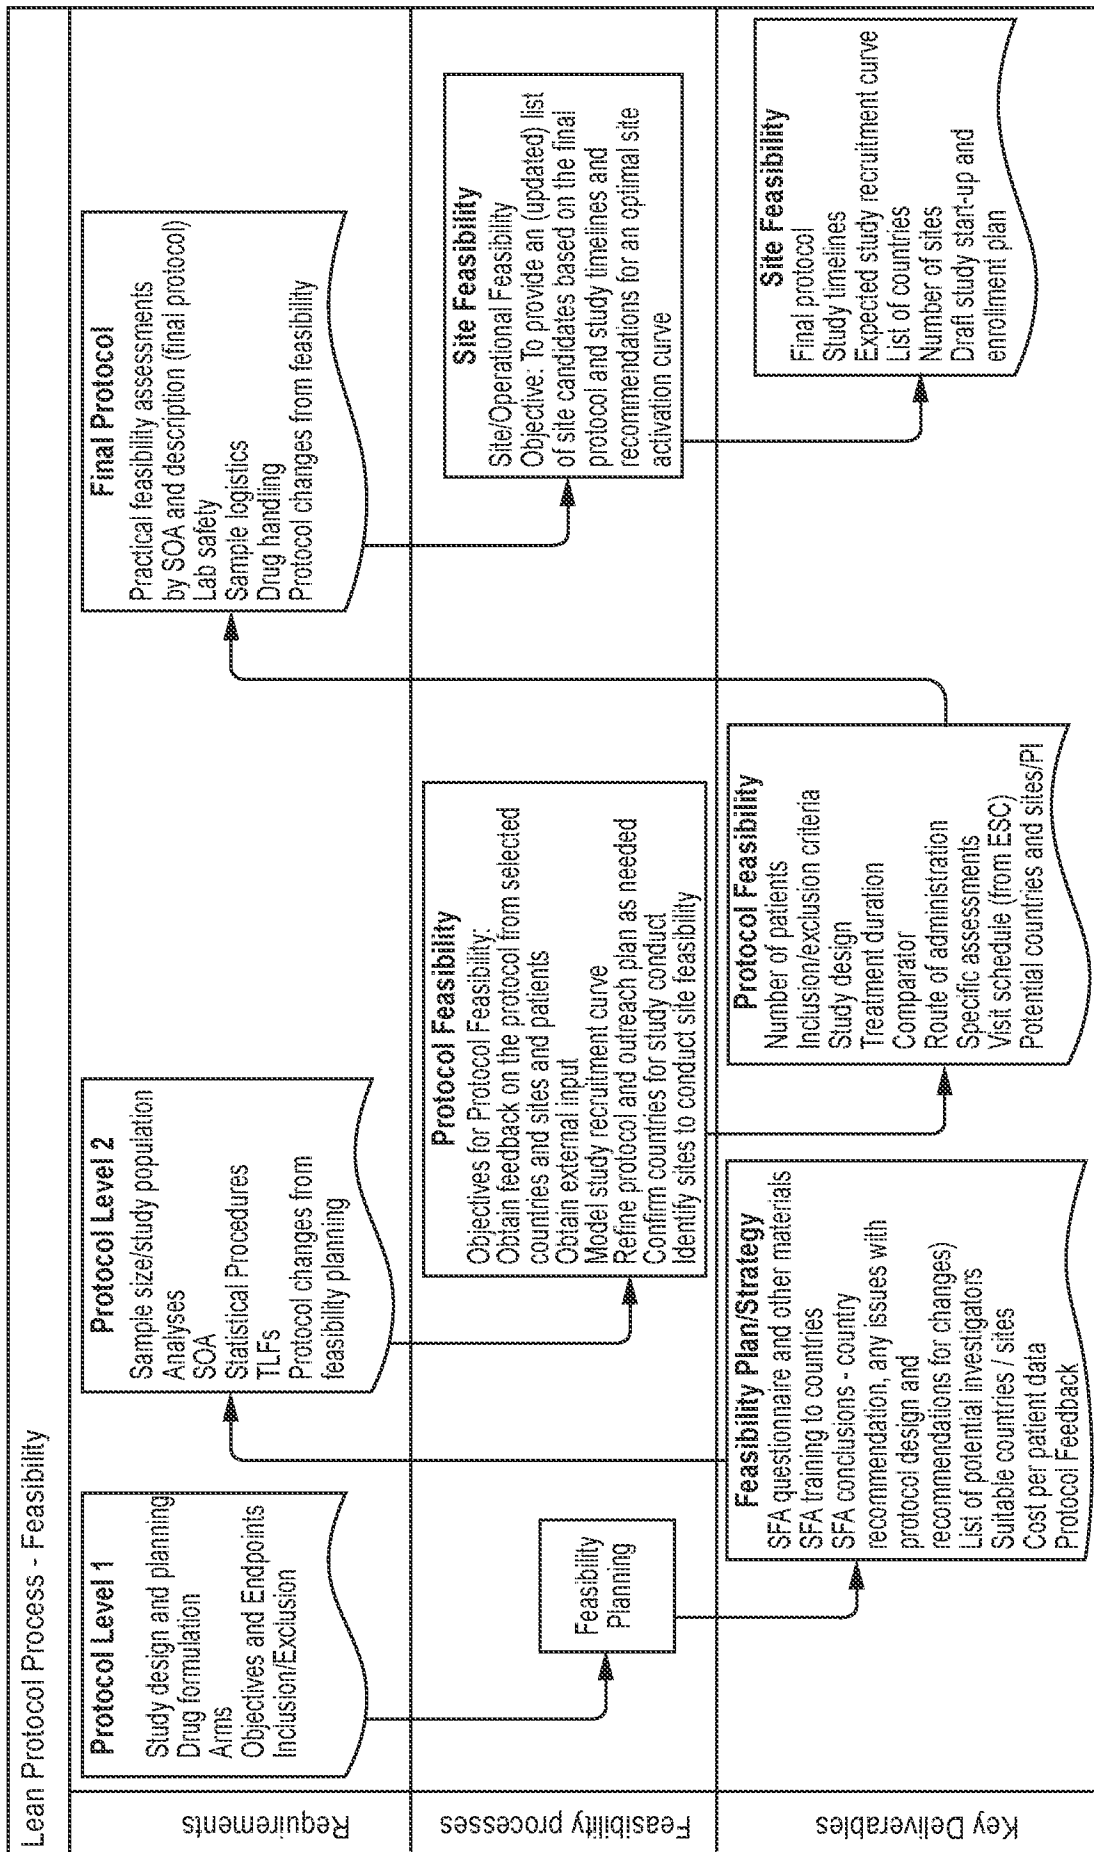 Lean Protocol Process - Feasibility
Requirements
Protocol Level 1
Study design and planning
Drug formulation
Arms
Objectives and Endpoints
Inclusion/Exclusion
Protocol Level 2
Sample size/study population
Analyses
SOA
Statistical Procedures
TLFs
Protocol changes from
feasibility planning
Final Protocol
Practical feasibility assessments
by SOA and description (final protocol)
Lab safety
Sample logistics
Drug handling
Protocol changes from feasibility
Feasibility processes
Feasibility
Planning
Protocol Feasibility
Objectives for Protocol Feasibility:
Obtain feedback on the protocol from selected
countries and sites and patients
Obtain external input
Model study recruitment curve
Refine protocol and outreach plan as needed
Confirm countries for study conduct
Identify sites to conduct site feasibility
Site Feasibility
Site/Operational Feasibility
Objective: To provide an (updated) list
of site candidates based on the final
protocol and study timelines and
recommendations for an optimal site
activation curve
Key Deliverables
Feasibility Plan/Strategy
SFA questionnaire and other materials
SFA training to countries
SFA conclusions - country
recommendation, any issues with
protocol design and
recommendations for changes)
List of potential investigators
Suitable countries / sites
Cost per patient data
Protocol Feedback
Protocol Feasibility
Number of patients
Inclusion/exclusion criteria
Study design
Treatment duration
Comparator
Route of administration
Specific assessments
Visit schedule (from ESC)
Potential countries and sites/PI
Site Feasibility
Final protocol
Study timelines
Expected study recruitment curve
List of countries
Number of sites
Draft study start-up and
enrollment plan